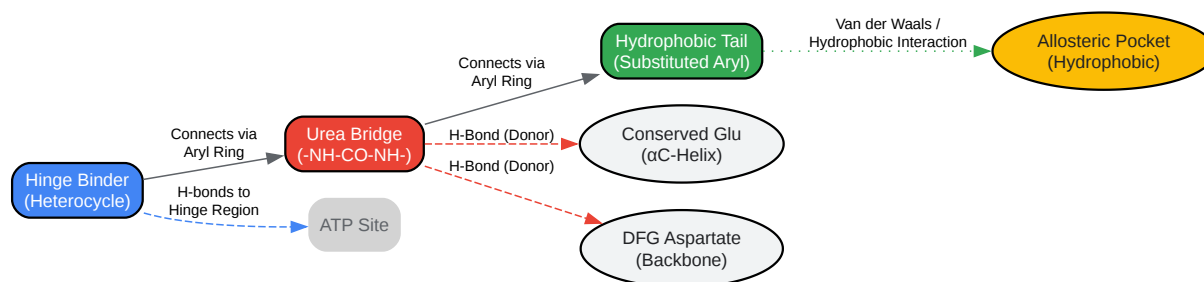 Hinge Binder
(Heterocycle)
Connects via
Aryl Ring
H-bonds to
Hinge Region
ATP Site
Urea Bridge
(-NH-CO-NH-)
Connects via
Aryl Ring
H-Bond (Donor)
H-Bond (Donor)
Hydrophobic Tail
(Substituted Aryl)
Conserved Glu
(αC-Helix)
DFG Aspartate
(Backbone)
Van der Waals /
Hydrophobic Interaction
Allosteric Pocket
(Hydrophobic)